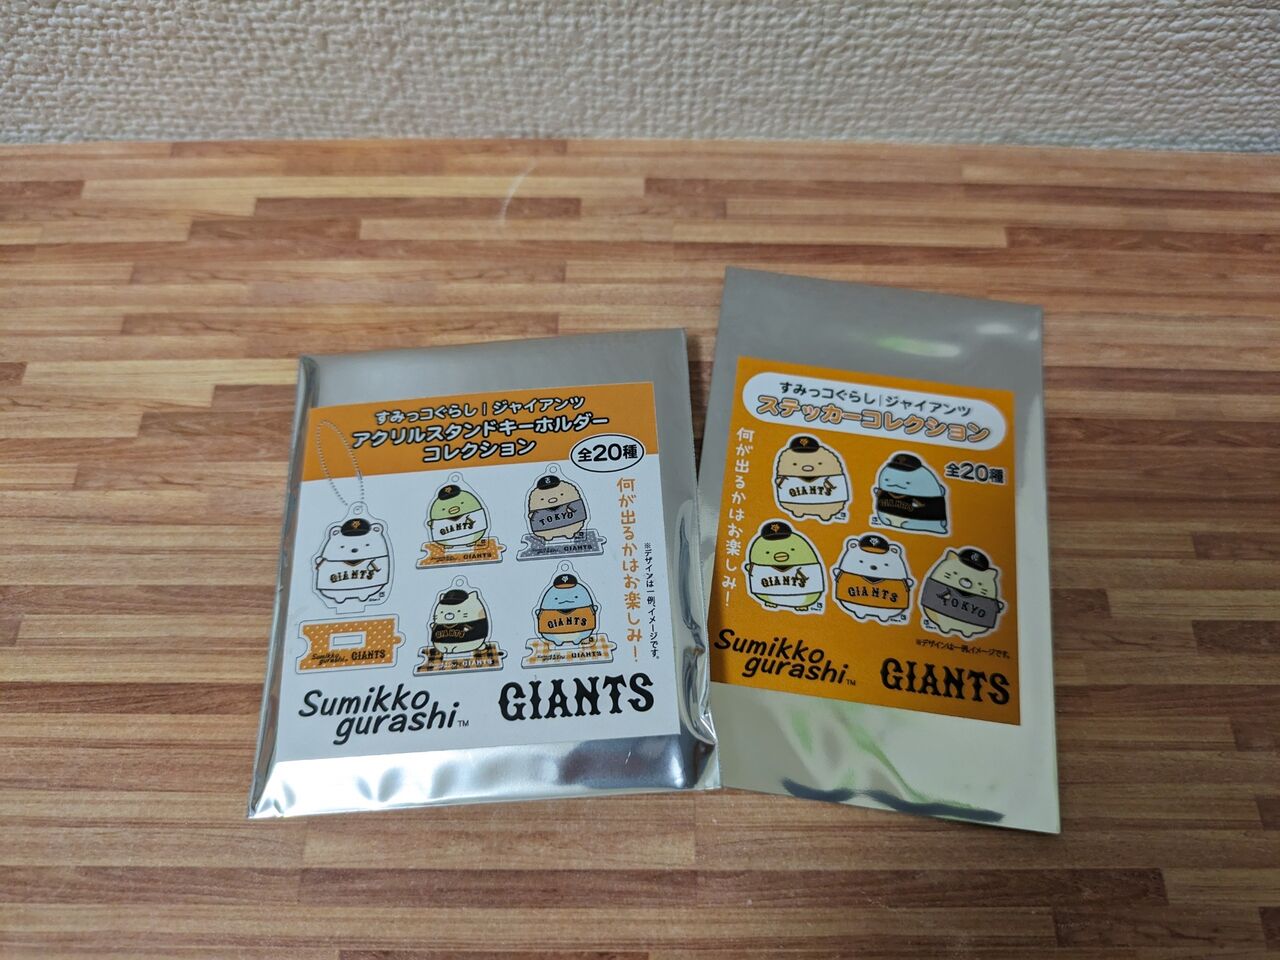 すみっコぐらし|ジャイアンツ
アクリルスタンドキーホルダー
コレクション
全20種
GIANTS
TOKYO
GIANTS
GIANTS
GIANTS
何が出るかはお楽しみ!
※デザインは一例、イメージです。
Sumikko gurashi GIANTS
Sumikko
gurashi™
GIANTS
すみっコぐらし|ジャイアンツ
ステッカーコレクション
全20種
何が出るかはお楽しみ!
GIANTS
GIANTS
GIANTS
GIANTS
TOKYO
※デザインは一例、イメージです。
Sumikko
gurashi™
GIANTS